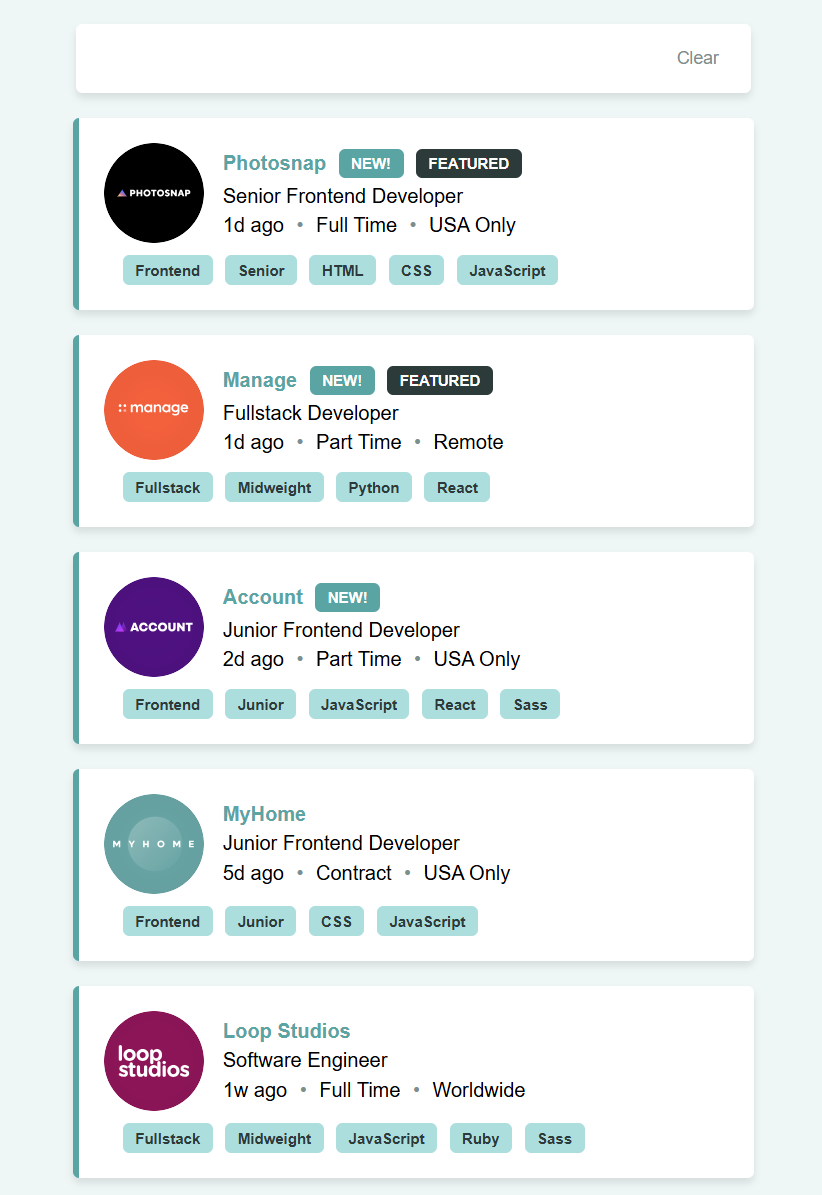 Clear
PHOTOSNAP
Photosnap NEW! FEATURED
Senior Frontend Developer
1d ago • Full Time • USA Only
Frontend Senior HTML CSS JavaScript
manage
Manage NEW! FEATURED
Fullstack Developer
1d ago • Part Time • Remote
Fullstack Midweight Python React
ACCOUNT
Account NEW!
Junior Frontend Developer
2d ago • Part Time • USA Only
Frontend Junior JavaScript React Sass
MYHOME
MyHome
Junior Frontend Developer
5d ago • Contract • USA Only
Frontend Junior CSS JavaScript
loop
studios
Loop Studios
Software Engineer
1w ago • Full Time • Worldwide
Fullstack Midweight JavaScript Ruby Sass